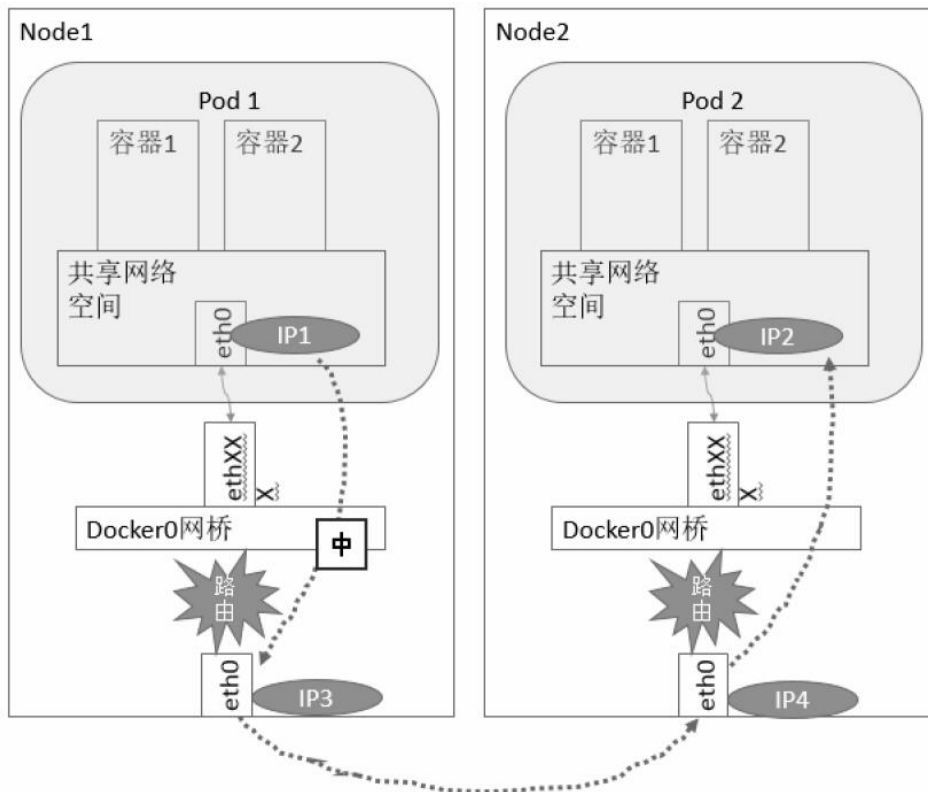 Node1
Pod 1
容器1
容器2
共享网络
空间
eth0
IP1
ethXX
X
Docker0网桥
中
路
由
eth0
IP3
Node2
Pod 2
容器1
容器2
共享网络
空间
eth0
IP2
ethXX
X
Docker0网桥
路
由
eth0
IP4